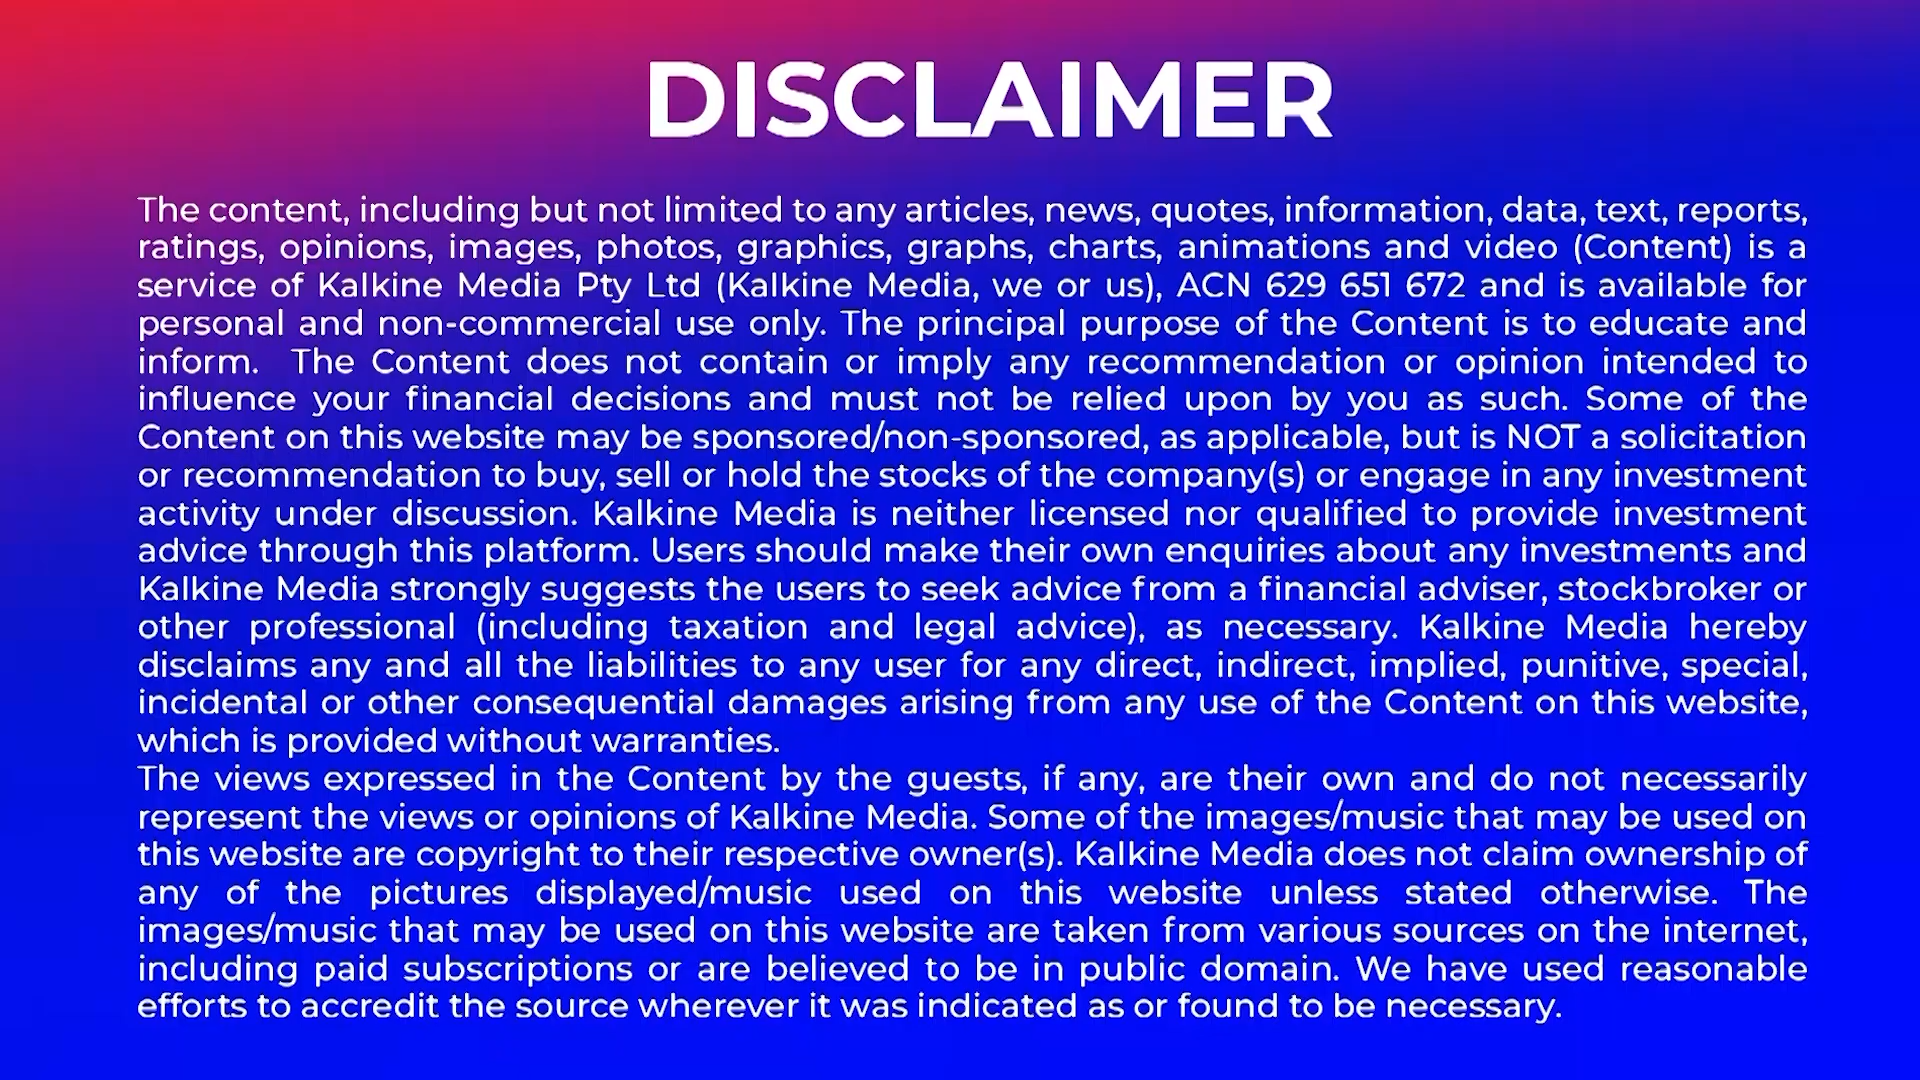 DISCLAIMER
The content, including but not limited to any articles, news, quotes, information, data, text, reports,
ratings, opinions, images, photos, graphics, graphs, charts, animations and video (Content) is a
service of Kalkine Media Pty Ltd (Kalkine Media, we or us), ACN 629 651 672 and is available for
personal and non-commercial use only. The principal purpose of the Content is to educate and
inform.  The Content does not contain or imply any recommendation or opinion intended to
influence your financial decisions and must not be relied upon by you as such. Some of the
Content on this website may be sponsored/non-sponsored, as applicable, but is NOT a solicitation
or recommendation to buy, sell or hold the stocks of the company(s) or engage in any investment
activity under discussion. Kalkine Media is neither licensed nor qualified to provide investment
advice through this platform. Users should make their own enquiries about any investments and
Kalkine Media strongly suggests the users to seek advice from a financial adviser, stockbroker or
other professional (including taxation and legal advice), as necessary. Kalkine Media hereby
disclaims any and all the liabilities to any user for any direct, indirect, implied, punitive, special,
incidental or other consequential damages arising from any use of the Content on this website,
which is provided without warranties.
The views expressed in the Content by the guests, if any, are their own and do not necessarily
represent the views or opinions of Kalkine Media. Some of the images/music that may be used on
this website are copyright to their respective owner(s). Kalkine Media does not claim ownership of
any of the pictures displayed/music used on this website unless stated otherwise. The
images/music that may be used on this website are taken from various sources on the internet,
including paid subscriptions or are believed to be in public domain. We have used reasonable
efforts to accredit the source wherever it was indicated as or found to be necessary.